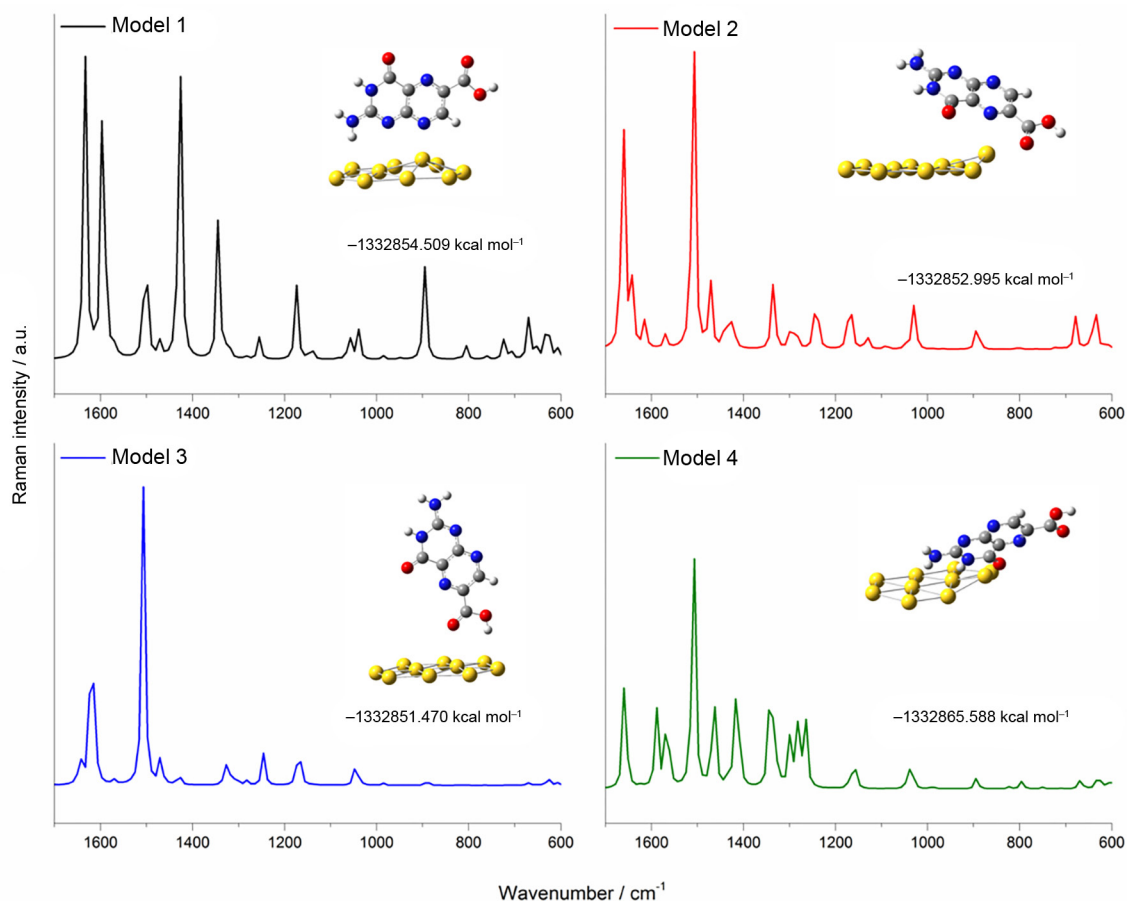 Model 1
−1332854.509 kcal mol⁻¹
1600 1400 1200 1000 800 600
Model 2
−1332852.995 kcal mol⁻¹
1600 1400 1200 1000 800 600
Raman intensity / a.u.
Model 3
−1332851.470 kcal mol⁻¹
1600 1400 1200 1000 800 600
Model 4
−1332865.588 kcal mol⁻¹
1600 1400 1200 1000 800 600
Wavenumber / cm⁻¹